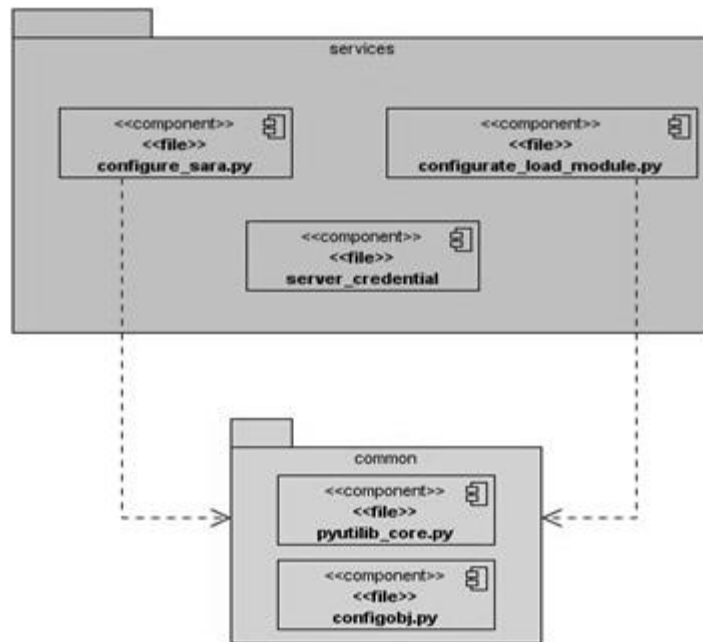 services
<<component>>
<<file>>
configure_sara.py
<<component>>
<<file>>
configurate_load_module.py
<<component>>
<<file>>
server_credential
common
<<component>>
<<file>>
pyutilib_core.py
<<component>>
<<file>>
configobj.py